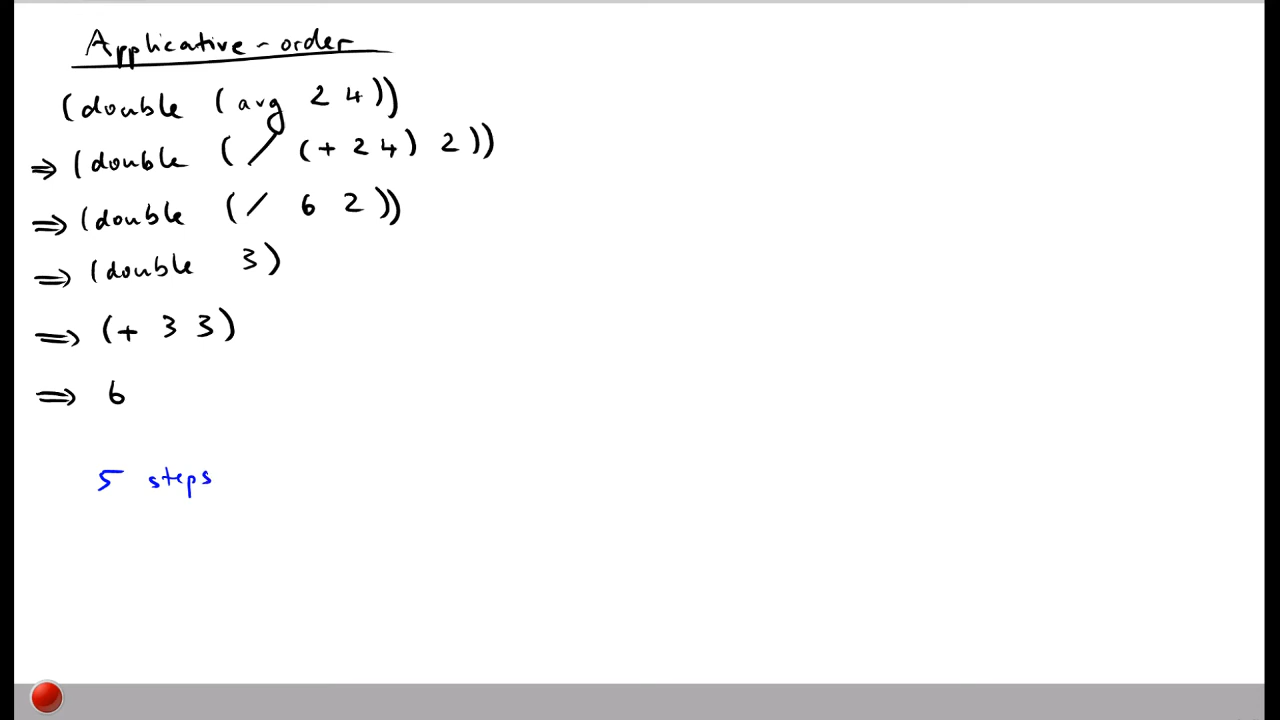 Applicative-order
(double (avg 2 4))
⇒ (double (/ (+ 2 4) 2))
⇒ (double (/ 6 2))
⇒ (double 3)
⇒ (+ 3 3)
⇒ 6
5 steps